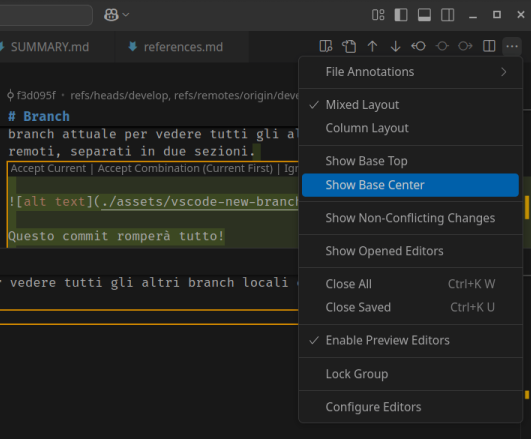 SUMMARY.md
references.md
f3d095f • refs/heads/develop, refs/remotes/origin/deve
# Branch
branch attuale per vedere tutti gli al
remoti, separati in due sezioni.
Accept Current | Accept Combination (Current First) | Ign
![alt text](./assets/vscode-new-branch
Questo commit romperà tutto!
vedere tutti gli altri branch locali
File Annotations
Mixed Layout
Column Layout
Show Base Top
Show Base Center
Show Non-Conflicting Changes
Show Opened Editors
Close All Ctrl+K W
Close Saved Ctrl+K U
Enable Preview Editors
Lock Group
Configure Editors